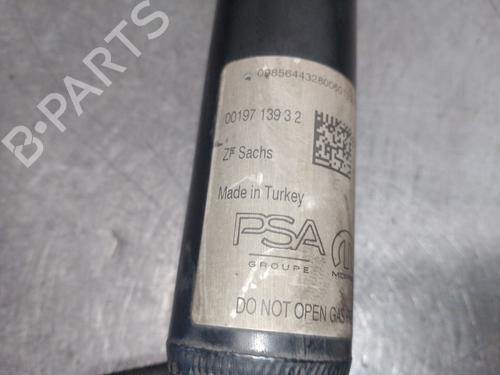 B-PARTS
00197 139 3 2
ZF Sachs
Made in Turkey
PSA
GROUPE
DO NOT OPEN GAS